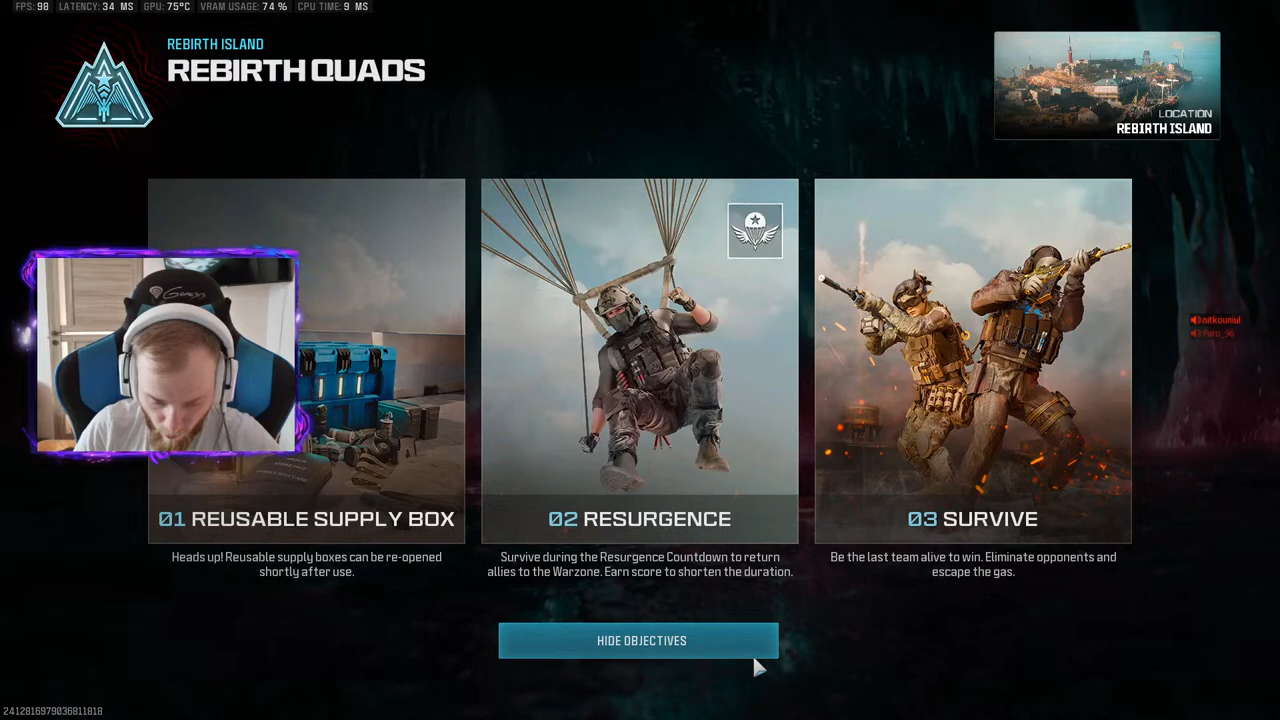 FPS: 98 LATENCY: 34 MS GPU: 75°C VRAM USAGE: 74 % CPU TIME: 9 MS
REBIRTH ISLAND
REBIRTH QUADS
LOCATION
REBIRTH ISLAND
Genesis
nitkouniul
01 REUSABLE SUPPLY BOX
Heads up! Reusable supply boxes can be re-opened
shortly after use.
02 RESURGENCE
Survive during the Resurgence Countdown to return
allies to the Warzone. Earn score to shorten the duration.
03 SURVIVE
Be the last team alive to win. Eliminate opponents and
escape the gas.
HIDE OBJECTIVES
2412816979036811818